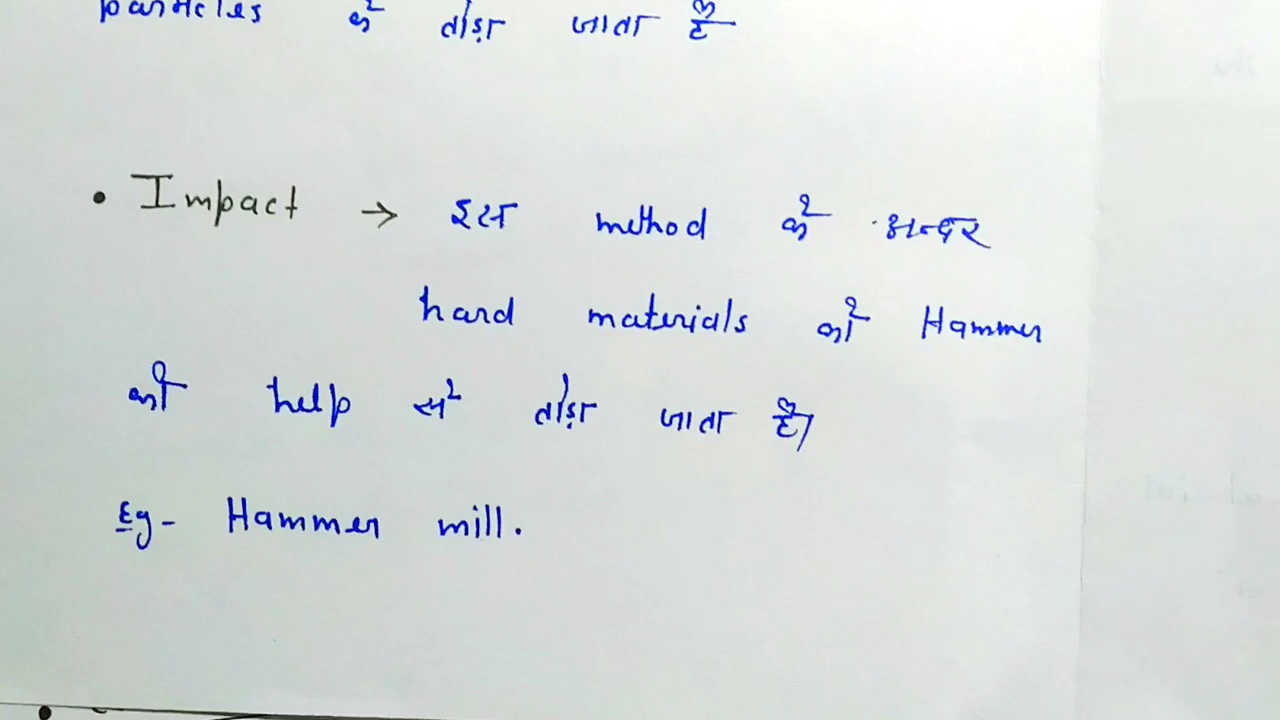 particles को तोड़ा जाता है
• Impact → इस method के अन्दर
hard materials को Hammer
की help से तोड़ा जाता है।
Eg- Hammer mill.